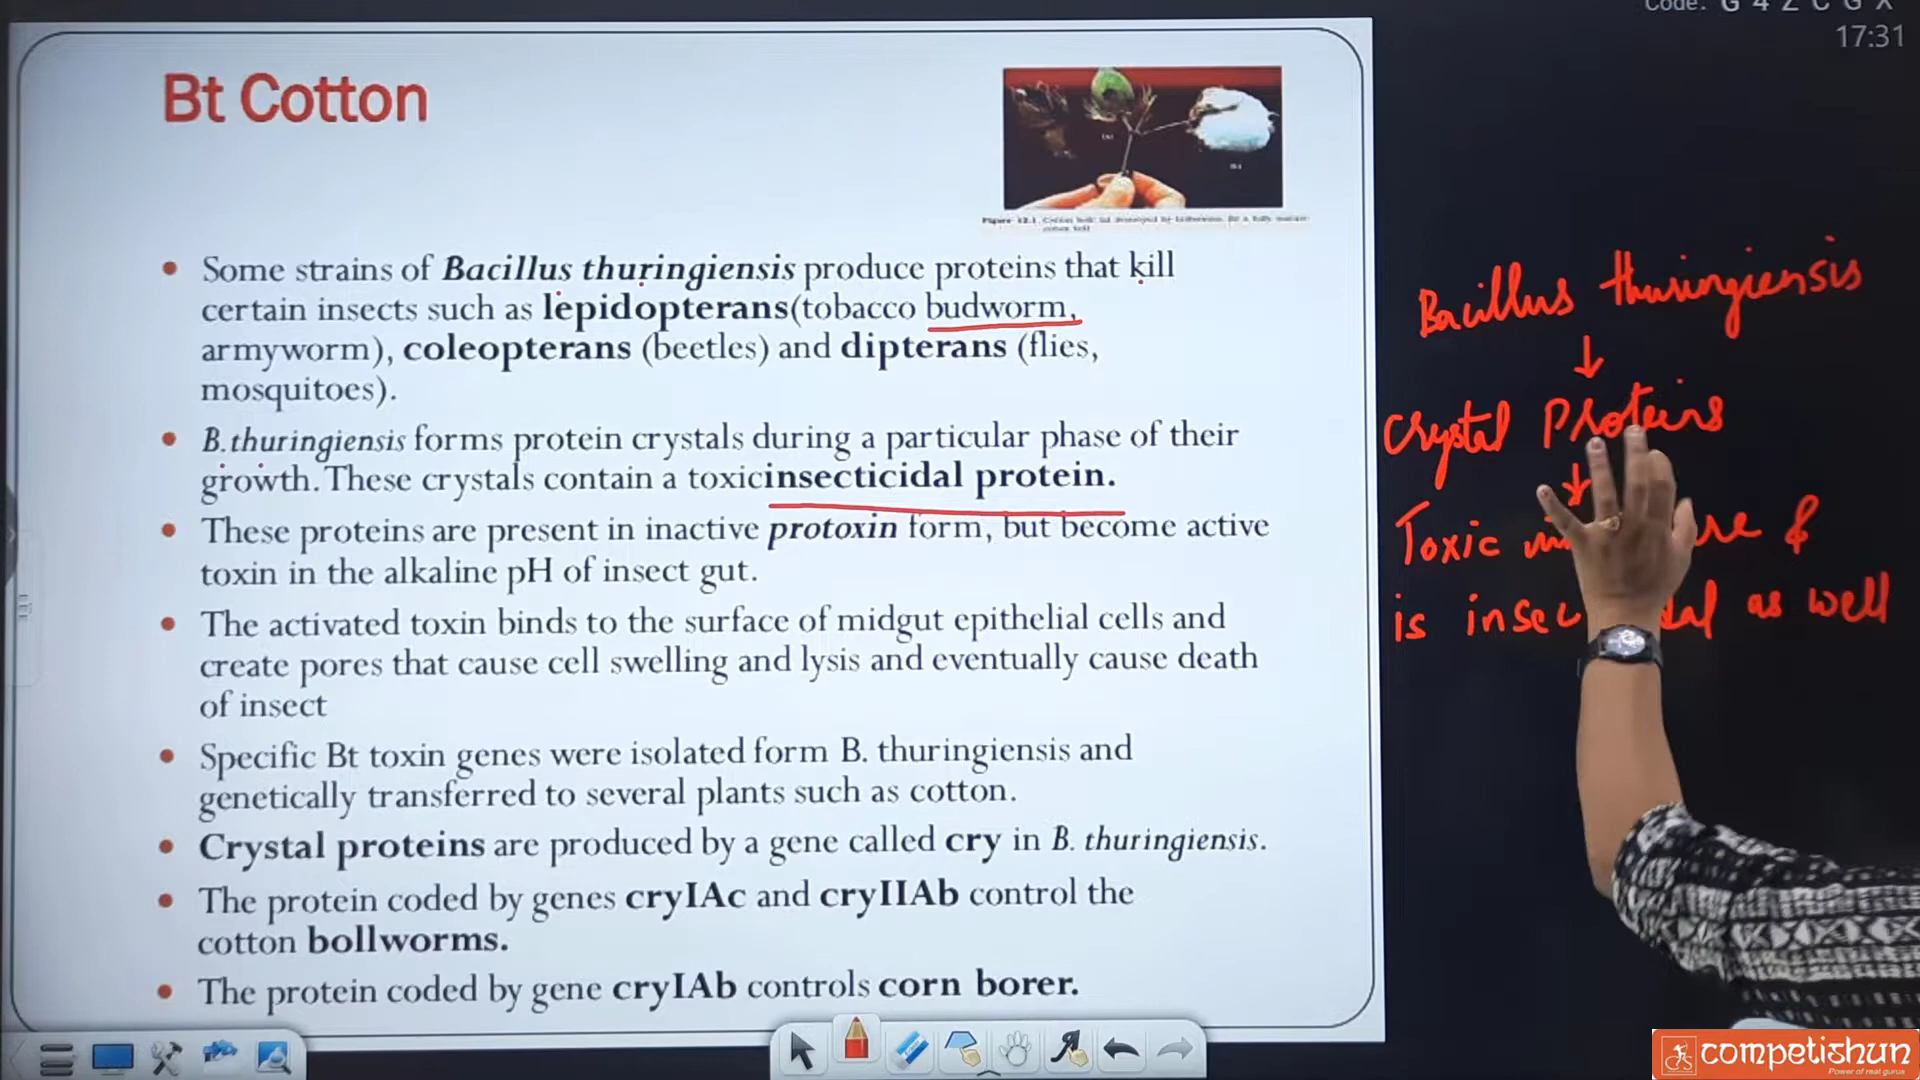 Code: G 4 Z C G X
17:31
Bt Cotton
• Some strains of Bacillus thuringiensis produce proteins that kill
certain insects such as lepidopterans(tobacco budworm,
armyworm), coleopterans (beetles) and dipterans (flies,
mosquitoes).
• B.thuringiensis forms protein crystals during a particular phase of their
growth.These crystals contain a toxicinsecticidal protein.
• These proteins are present in inactive protoxin form, but become active
toxin in the alkaline pH of insect gut.
• The activated toxin binds to the surface of midgut epithelial cells and
create pores that cause cell swelling and lysis and eventually cause death
of insect
• Specific Bt toxin genes were isolated form B. thuringiensis and
genetically transferred to several plants such as cotton.
• Crystal proteins are produced by a gene called cry in B. thuringiensis.
• The protein coded by genes cryIAc and cryIIAb control the
cotton bollworms.
• The protein coded by gene cryIAb controls corn borer.
Bacillus thuringiensis
↓
Crystal Proteins
↓
Toxic &
is as well
competishun
Power of real gurus